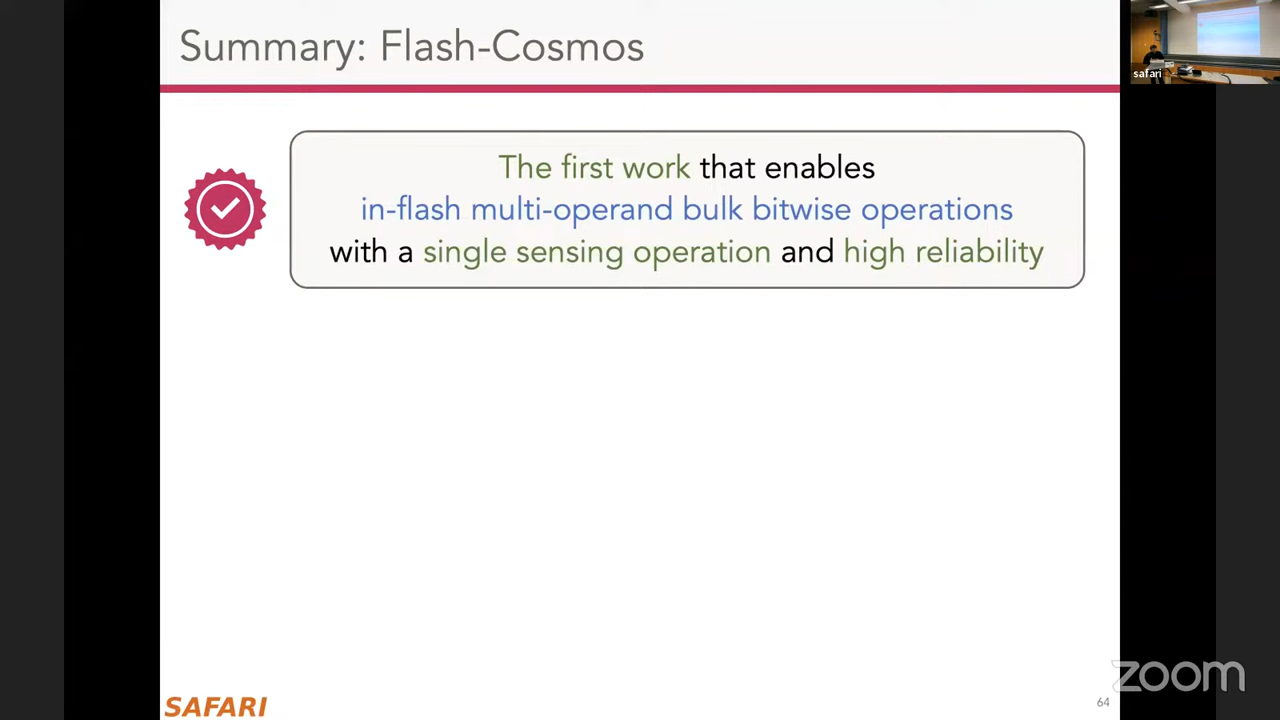 Summary: Flash-Cosmos
safari
The first work that enables
in-flash multi-operand bulk bitwise operations
with a single sensing operation and high reliability
SAFARI
64
zoom